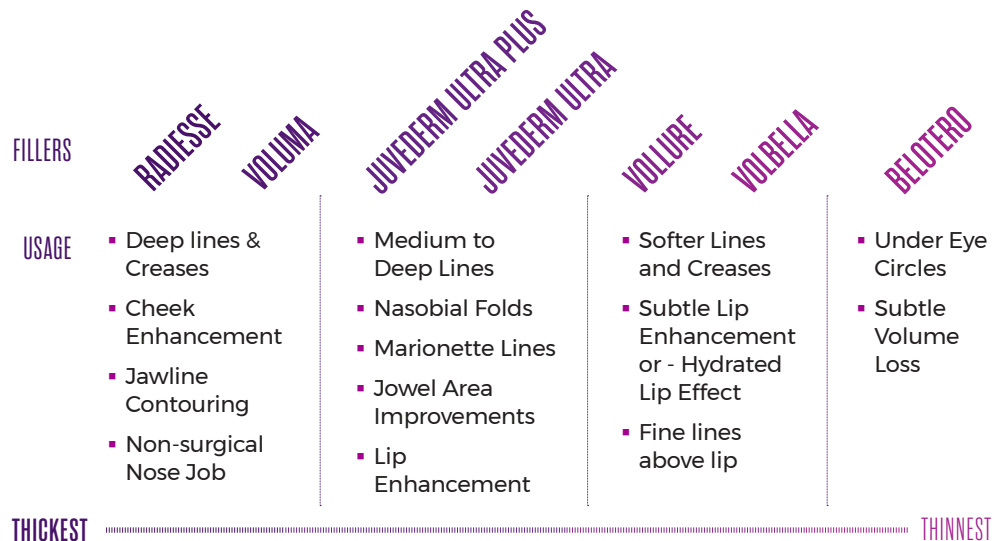 FILLERS
RADIESSE
VOLUMA
JUVEDERM ULTRA PLUS
JUVEDERM ULTRA
VOLLURE
VOLBELLA
BELOTERO
USAGE
Deep lines &
Creases
Cheek
Enhancement
Jawline
Contouring
Non-surgical
Nose Job
Medium to
Deep Lines
Nasobial Folds
Marionette Lines
Jowel Area
Improvements
Lip
Enhancement
Softer Lines
and Creases
Subtle Lip
Enhancement
or - Hydrated
Lip Effect
Fine lines
above lip
Under Eye
Circles
Subtle
Volume
Loss
THICKEST
THINNEST